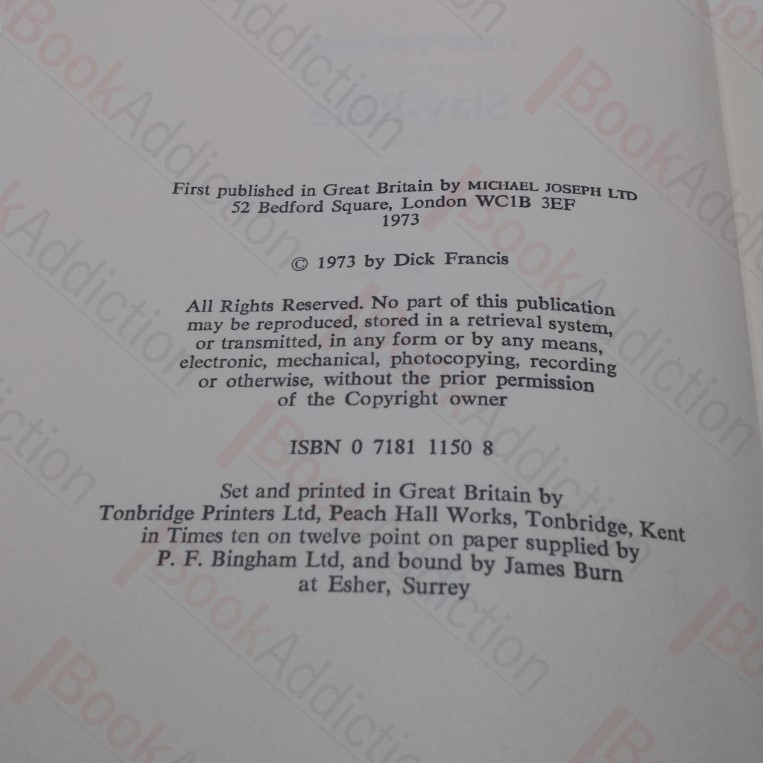 First published in Great Britain by MICHAEL JOSEPH LTD
52 Bedford Square, London WC1B 3EF
1973
© 1973 by Dick Francis
All Rights Reserved. No part of this publication
may be reproduced, stored in a retrieval system,
or transmitted, in any form or by any means,
electronic, mechanical, photocopying, recording
or otherwise, without the prior permission
of the Copyright owner
ISBN 0 7181 1150 8
Set and printed in Great Britain by
Tonbridge Printers Ltd, Peach Hall Works, Tonbridge, Kent
in Times ten on twelve point on paper supplied by
P. F. Bingham Ltd, and bound by James Burn
at Esher, Surrey
BookAddiction